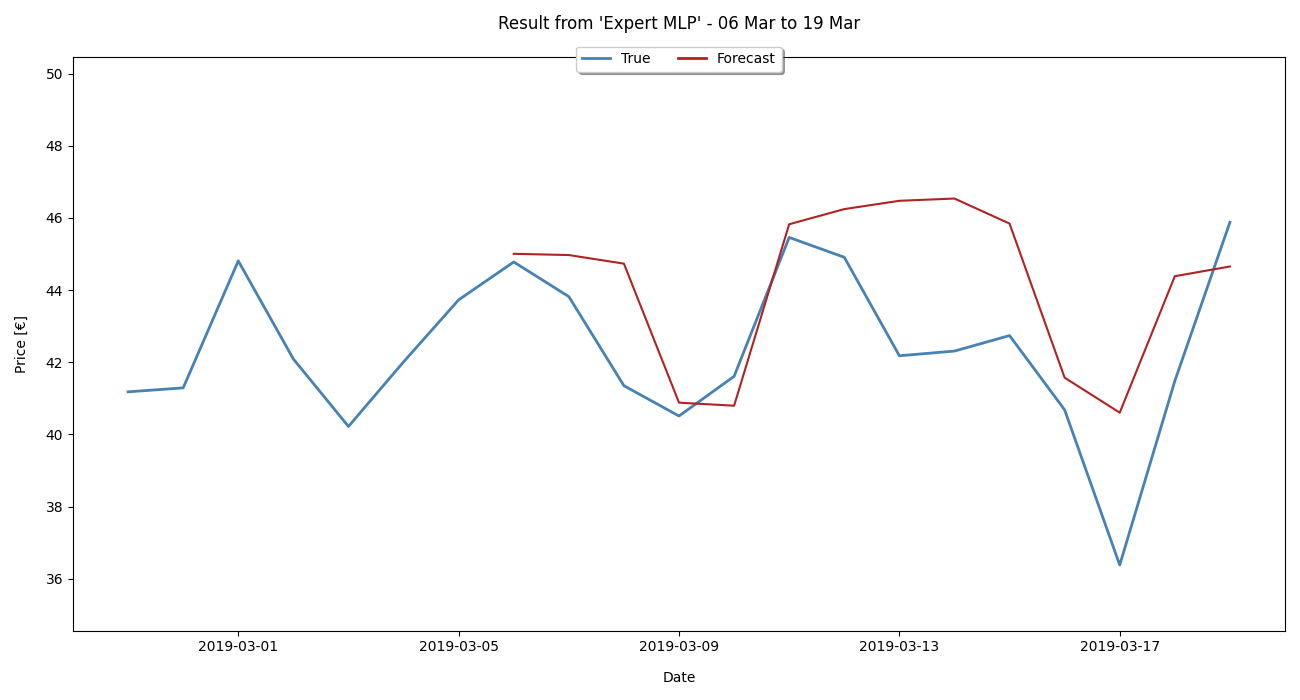 Result from 'Expert MLP' - 06 Mar to 19 Mar
True Forecast
50
48
46
44
42
40
38
36
Price [€]
2019-03-01 2019-03-05 2019-03-09 2019-03-13 2019-03-17
Date